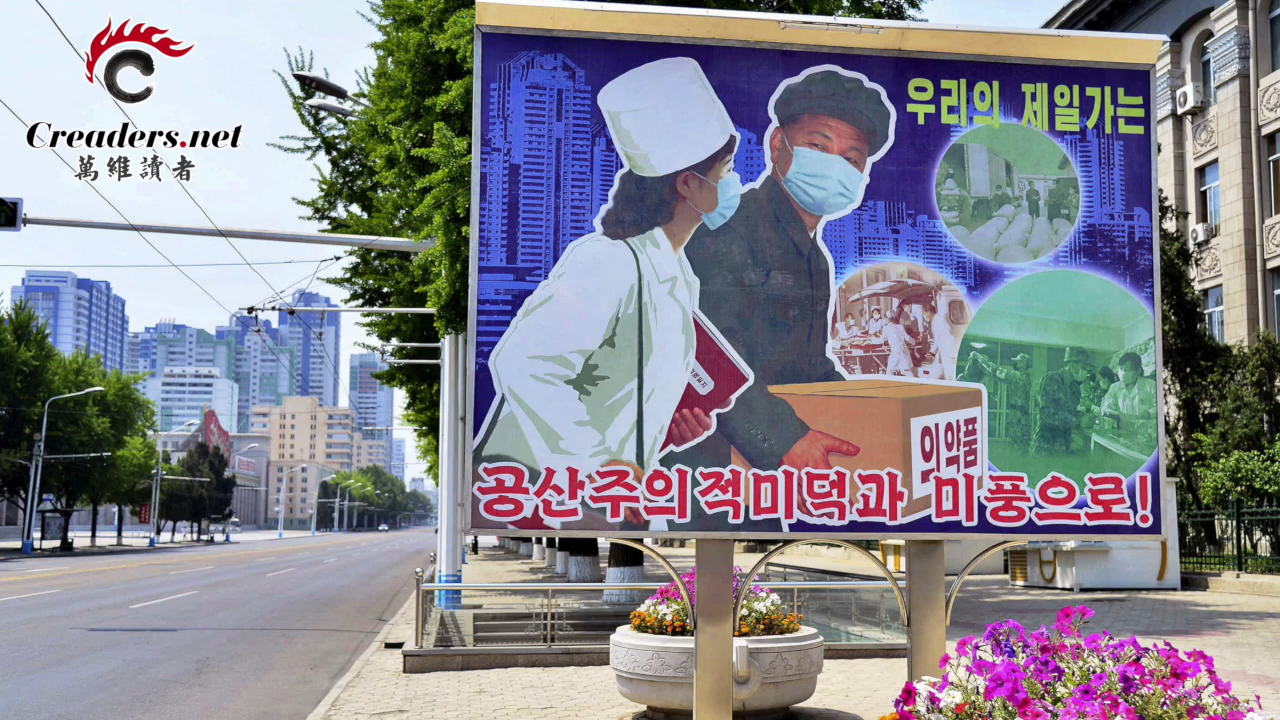 Creaders.net
萬維讀者
우리의 제일가는
의약품
공산주의적미덕과 미풍으로!